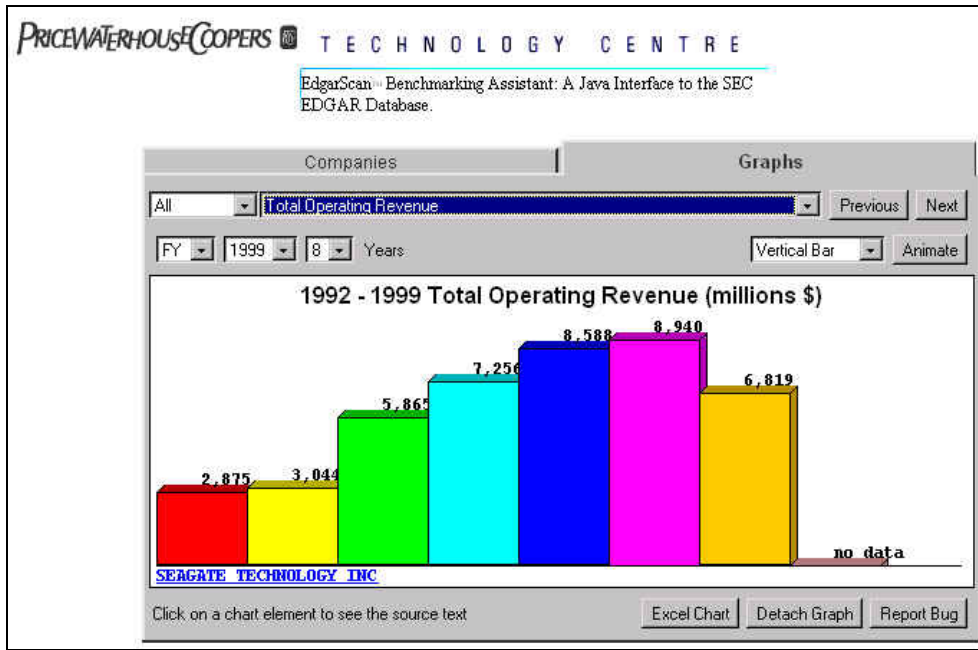 PRICEWATERHOUSECOOPERS TECHNOLOGY CENTRE
EdgarScan™ Benchmarking Assistant: A Java Interface to the SEC
EDGAR Database.
Companies Graphs
All Total Operating Revenue Previous Next
FY 1999 8 Years Vertical Bar Animate
1992 - 1999 Total Operating Revenue (millions $)
8,588 8,940
7,256 6,819
5,865
2,875 3,044
no data
SEAGATE TECHNOLOGY INC
Click on a chart element to see the source text Excel Chart Detach Graph Report Bug